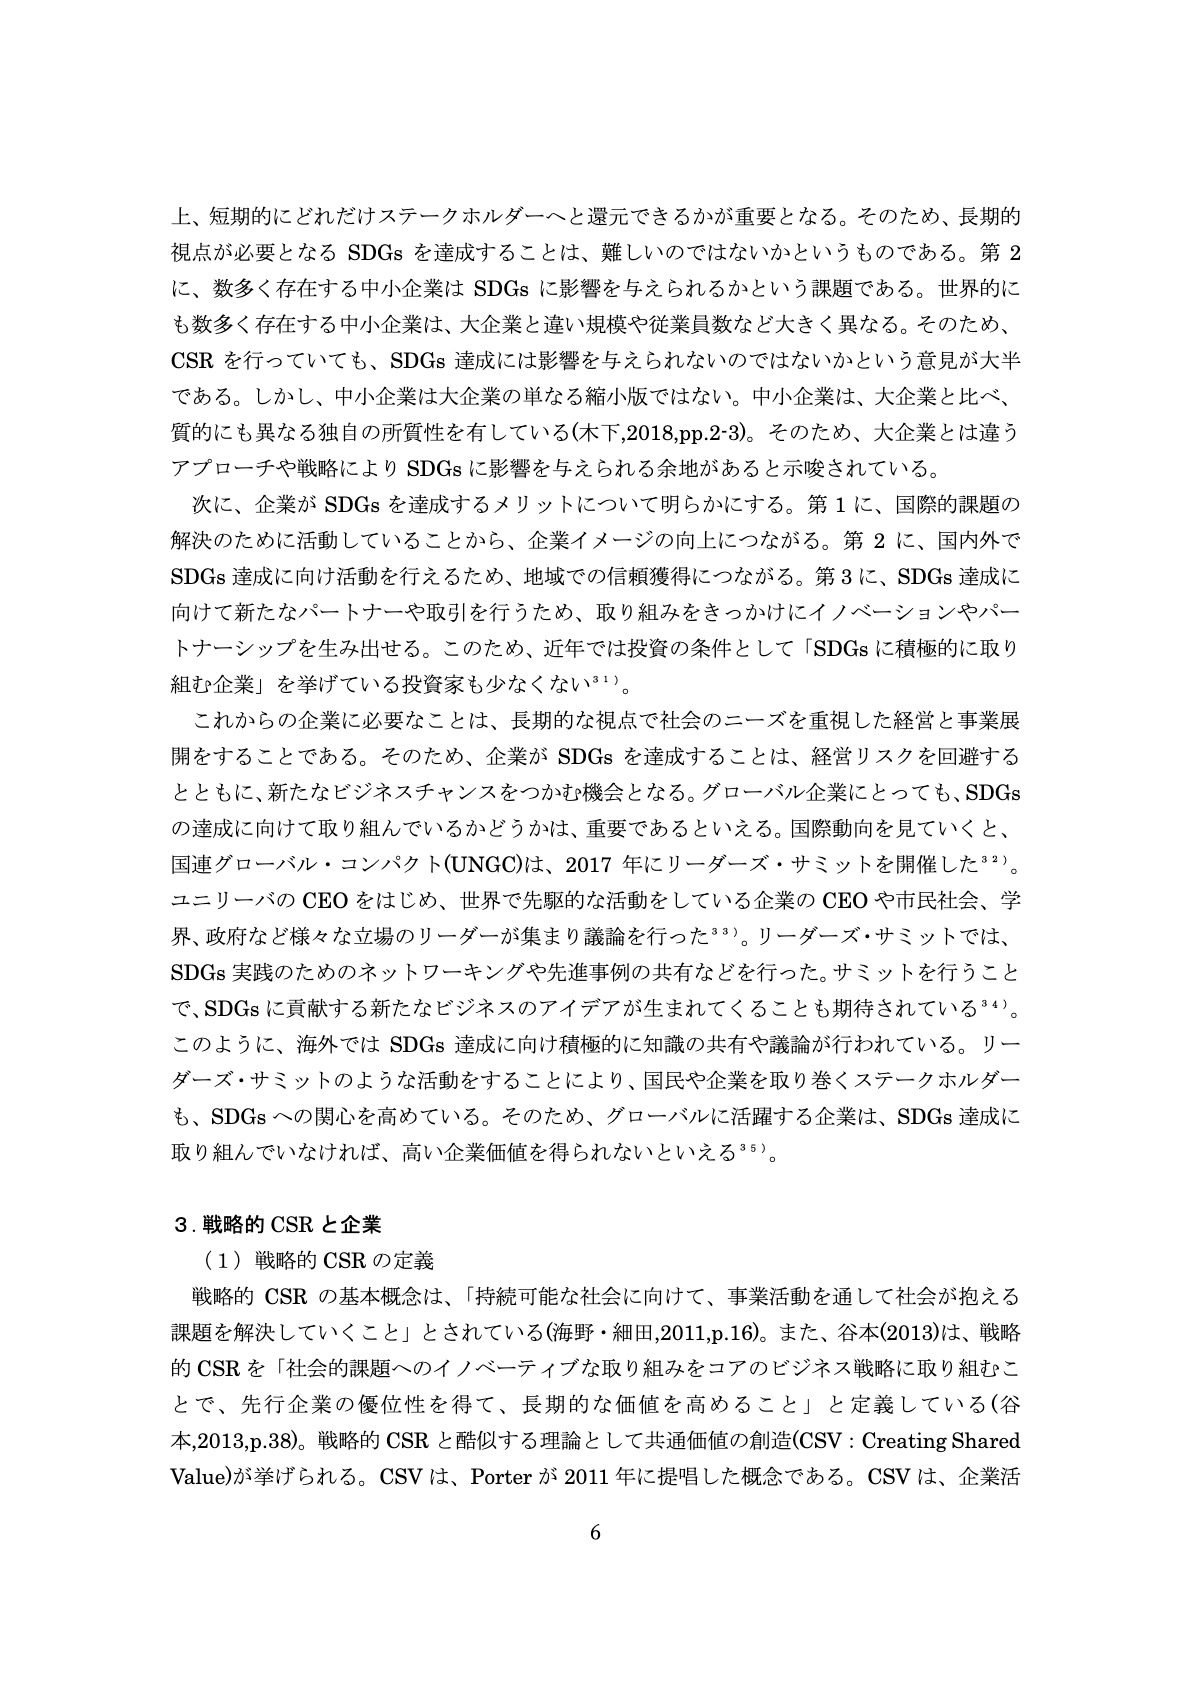 上、短期的にどれだけステークホルダーへと還元できるかが重要となる。そのため、長期的
視点が必要となる SDGs を達成することは、難しいのではないかというものである。第 2
に、数多く存在する中小企業は SDGs に影響を与えられるかという課題である。世界的に
も数多く存在する中小企業は、大企業と違い規模や従業員数など大きく異なる。そのため、
CSR を行っていても、SDGs 達成には影響を与えられないのではないかという意見が大半
である。しかし、中小企業は大企業の単なる縮小版ではない。中小企業は、大企業と比べ、
質的にも異なる独自の所質性を有している(木下,2018,pp.2-3)。そのため、大企業とは違う
アプローチや戦略により SDGs に影響を与えられる余地があると示唆されている。
次に、企業が SDGs を達成するメリットについて明らかにする。第 1 に、国際的課題の
解決のために活動していることから、企業イメージの向上につながる。第 2 に、国内外で
SDGs 達成に向け活動を行えるため、地域での信頼獲得につながる。第 3 に、SDGs 達成に
向けて新たなパートナーや取引を行うため、取り組みをきっかけにイノベーションやパー
トナーシップを生み出せる。このため、近年では投資の条件として「SDGs に積極的に取り
組む企業」を挙げている投資家も少なくない³¹⁾。
これからの企業に必要なことは、長期的な視点で社会のニーズを重視した経営と事業展
開をすることである。そのため、企業が SDGs を達成することは、経営リスクを回避する
とともに、新たなビジネスチャンスをつかむ機会となる。グローバル企業にとっても、SDGs
の達成に向けて取り組んでいるかどうかは、重要であるといえる。国際動向を見ていくと、
国連グローバル・コンパクト(UNGC)は、2017 年にリーダーズ・サミットを開催した³²⁾。
ユニリーバの CEO をはじめ、世界で先駆的な活動をしている企業の CEO や市民社会、学
界、政府など様々な立場のリーダーが集まり議論を行った³³⁾。リーダーズ・サミットでは、
SDGs 実践のためのネットワーキングや先進事例の共有などを行った。サミットを行うこと
で、SDGs に貢献する新たなビジネスのアイデアが生まれてくることも期待されている³⁴⁾。
このように、海外では SDGs 達成に向け積極的に知識の共有や議論が行われている。リー
ダーズ・サミットのような活動をすることにより、国民や企業を取り巻くステークホルダー
も、SDGs への関心を高めている。そのため、グローバルに活躍する企業は、SDGs 達成に
取り組んでいなければ、高い企業価値を得られないといえる³⁵⁾。
3. 戦略的 CSR と企業
（1）戦略的 CSR の定義
戦略的 CSR の基本概念は、「持続可能な社会に向けて、事業活動を通して社会が抱える
課題を解決していくこと」とされている(海野・細田,2011,p.16)。また、谷本(2013)は、戦略
的 CSR を「社会的課題へのイノベーティブな取り組みをコアのビジネス戦略に取り組むこ
とで、先行企業の優位性を得て、長期的な価値を高めること」と定義している(谷
本,2013,p.38)。戦略的 CSR と酷似する理論として共通価値の創造(CSV : Creating Shared
Value)が挙げられる。CSV は、Porter が 2011 年に提唱した概念である。CSV は、企業活
6